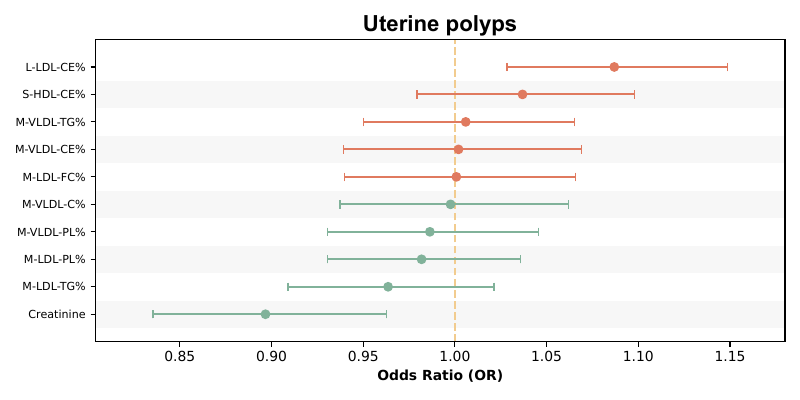 Uterine polyps
L-LDL-CE%
S-HDL-CE%
M-VLDL-TG%
M-VLDL-CE%
M-LDL-FC%
M-VLDL-C%
M-VLDL-PL%
M-LDL-PL%
M-LDL-TG%
Creatinine
0.85 0.90 0.95 1.00 1.05 1.10 1.15
Odds Ratio (OR)